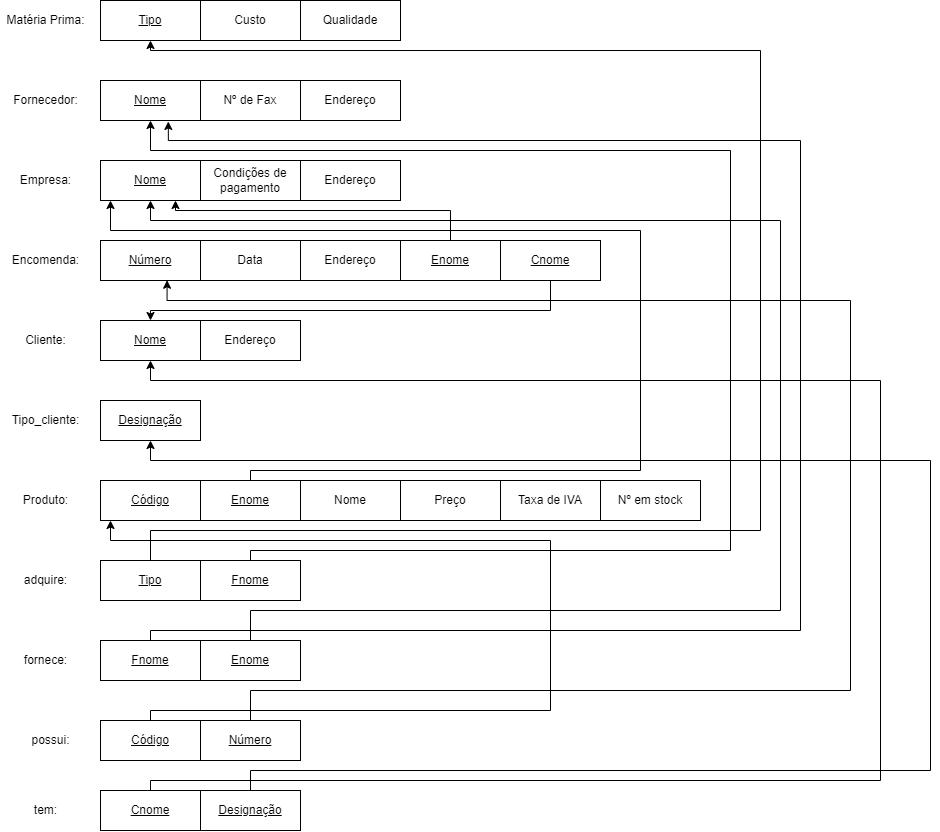 Matéria Prima: Tipo Custo Qualidade
Fornecedor: Nome Nº de Fax Endereço
Empresa: Nome Condições de pagamento Endereço
Encomenda: Número Data Endereço Enome Cnome
Cliente: Nome Endereço
Tipo_cliente: Designação
Produto: Código Enome Nome Preço Taxa de IVA Nº em stock
adquire: Tipo Fnome
fornece: Fnome Enome
possui: Código Número
tem: Cnome Designação